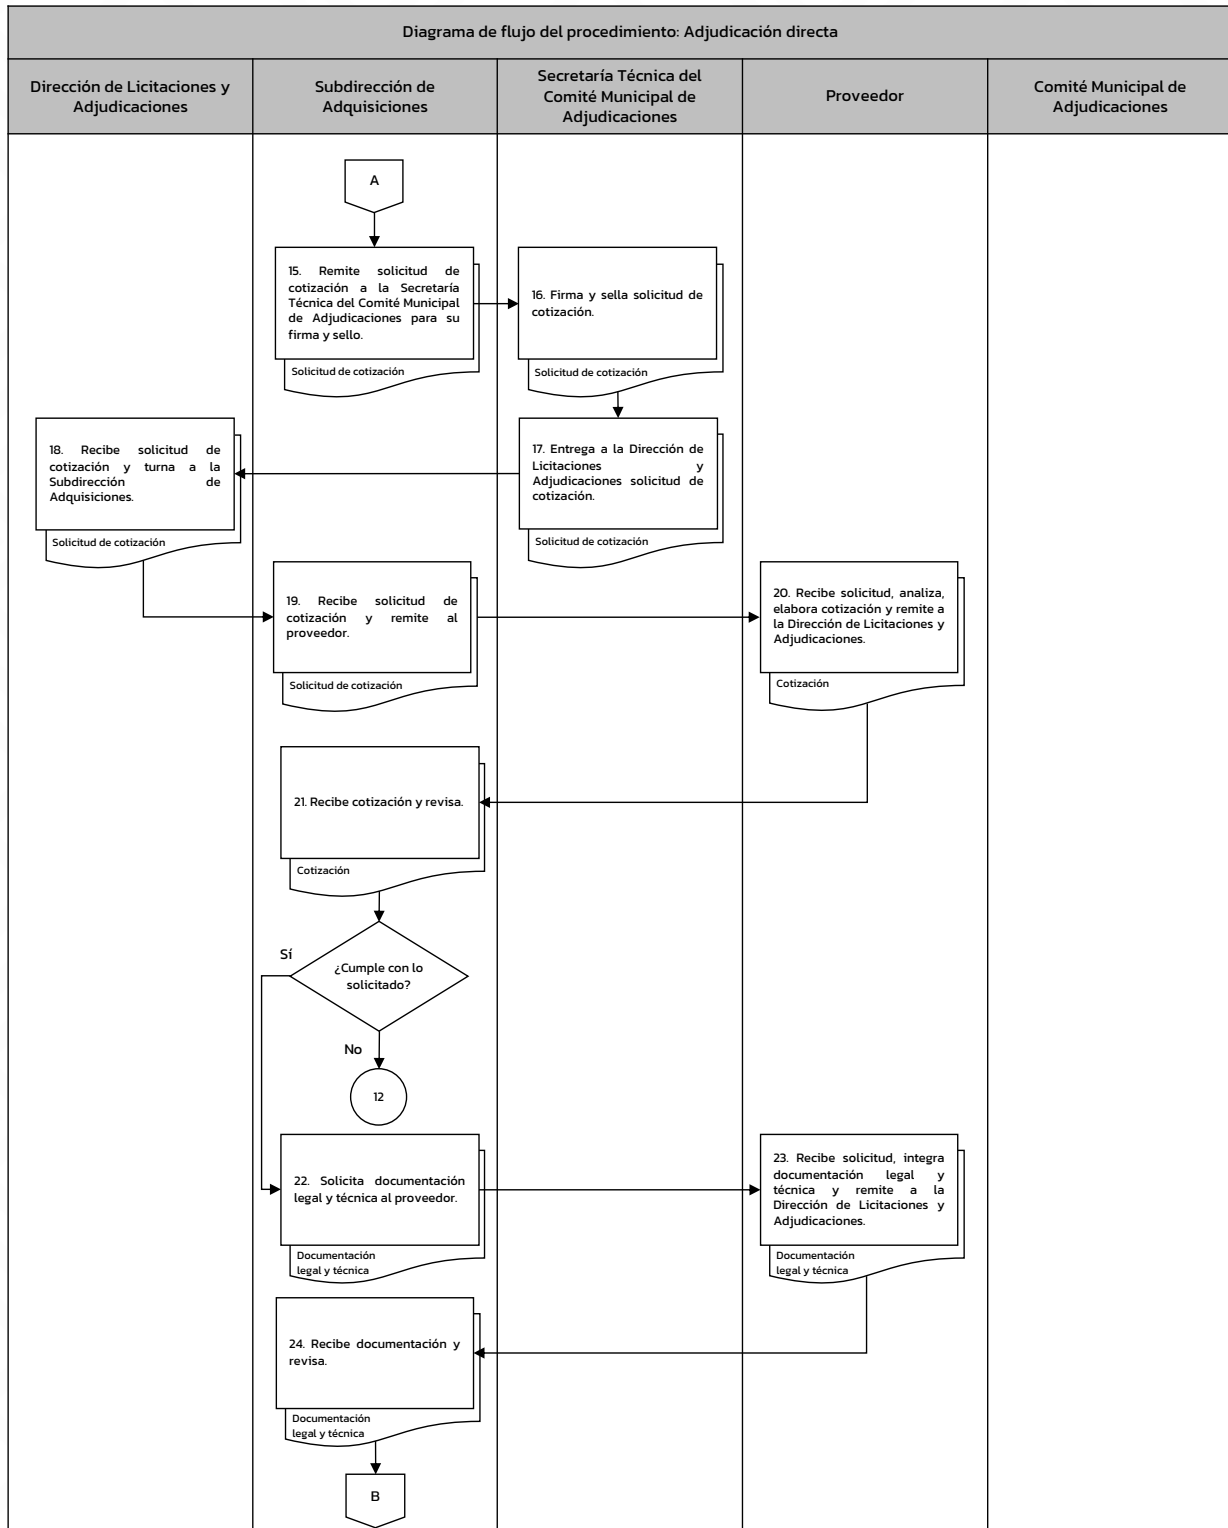 Diagrama de flujo del procedimiento: Adjudicación directa
Dirección de Licitaciones y
Adjudicaciones
Subdirección de
Adquisiciones
Secretaría Técnica del
Comité Municipal de
Adjudicaciones
Proveedor
Comité Municipal de
Adjudicaciones
A
15. Remite solicitud de
cotización a la Secretaría
Técnica del Comité Municipal
de Adjudicaciones para su
firma y sello.
Solicitud de cotización
16. Firma y sella solicitud de
cotización.
Solicitud de cotización
17. Entrega a la Dirección de
Licitaciones y
Adjudicaciones solicitud de
cotización.
Solicitud de cotización
18. Recibe solicitud de
cotización y turna a la
Subdirección de
Adquisiciones.
Solicitud de cotización
19. Recibe solicitud de
cotización y remite al
proveedor.
Solicitud de cotización
20. Recibe solicitud, analiza,
elabora cotización y remite a
la Dirección de Licitaciones y
Adjudicaciones.
Cotización
21. Recibe cotización y revisa.
Cotización
¿Cumple con lo
solicitado?
Sí
No
12
22. Solicita documentación
legal y técnica al proveedor.
Documentación
legal y técnica
23. Recibe solicitud, integra
documentación legal y
técnica y remite a la
Dirección de Licitaciones y
Adjudicaciones.
Documentación
legal y técnica
24. Recibe documentación y
revisa.
Documentación
legal y técnica
B